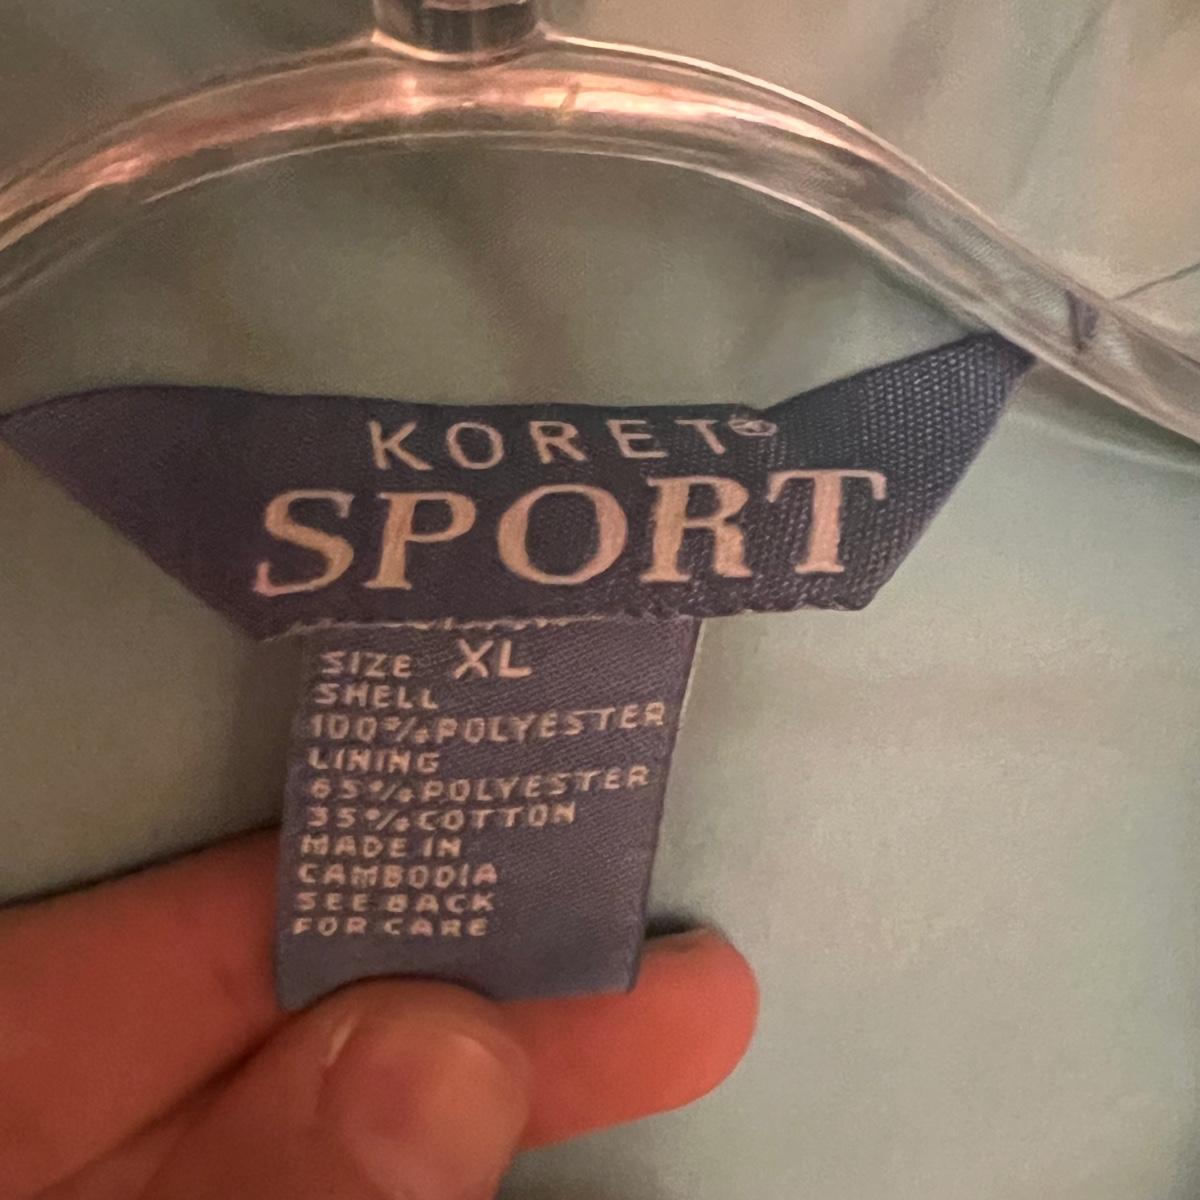 KORET®
SPORT
SIZE XL
SHELL
100% POLYESTER
LINING
65% POLYESTER
35% COTTON
MADE IN
CAMBODIA
SEE BACK
FOR CARE